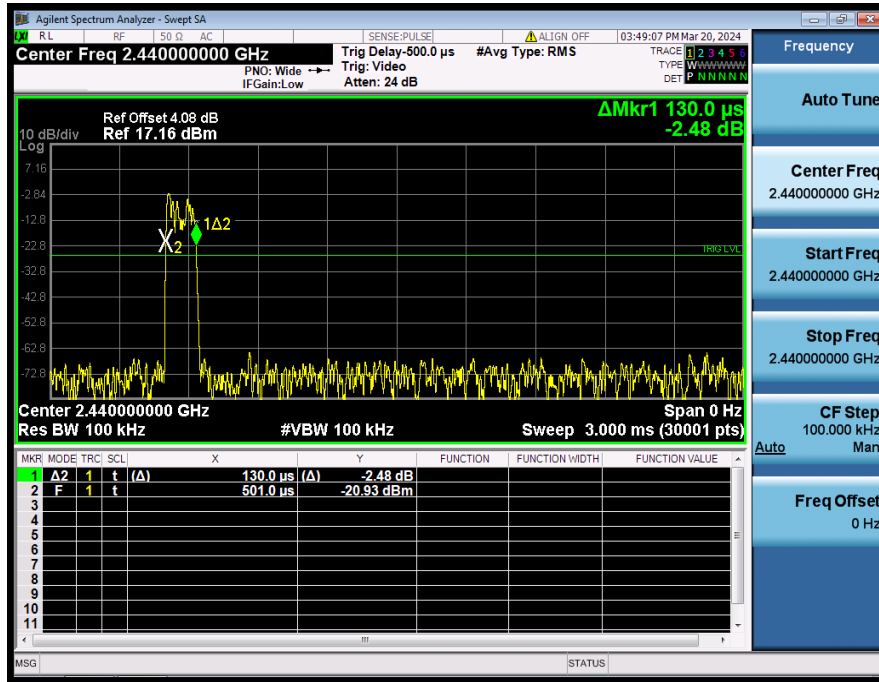 Agilent Spectrum Analyzer - Swept SA
LXI RL RF 50 Ω AC SENSE:PULSE ALIGN OFF 03:49:07 PM Mar 20, 2024
Center Freq 2.440000000 GHz
PNO: Wide
IFGain:Low
Trig Delay-500.0 µs
Trig: Video
Atten: 24 dB
#Avg Type: RMS
TRACE 1 2 3 4 5 6
TYPE WWWWWW
DET P N N N N N
Ref Offset 4.08 dB
10 dB/div Ref 17.16 dBm
Log
ΔMkr1 130.0 µs
-2.48 dB
7.16
-2.84
-12.8
1Δ2
-22.8
2
TRIG LVL
-32.8
-42.8
-52.8
-62.8
-72.8
Center 2.440000000 GHz Span 0 Hz
Res BW 100 kHz #VBW 100 kHz Sweep 3.000 ms (30001 pts)
MKR MODE TRC SCL X Y FUNCTION FUNCTION WIDTH FUNCTION VALUE
1 Δ2 1 t (Δ) 130.0 µs (Δ) -2.48 dB
2 F 1 t 501.0 µs -20.93 dBm
3
4
5
6
7
8
9
10
11
MSG STATUS
Frequency
Auto Tune
Center Freq
2.440000000 GHz
Start Freq
2.440000000 GHz
Stop Freq
2.440000000 GHz
CF Step
100.000 kHz
Auto Man
Freq Offset
0 Hz